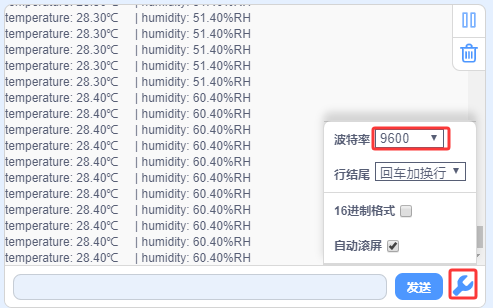 temperature: 28.30℃ | humidity: 51.40%RH
temperature: 28.30℃ | humidity: 51.40%RH
temperature: 28.30℃ | humidity: 51.40%RH
temperature: 28.30℃ | humidity: 51.40%RH
temperature: 28.30℃ | humidity: 51.40%RH
temperature: 28.40℃ | humidity: 60.40%RH
temperature: 28.40℃ | humidity: 60.40%RH
temperature: 28.40℃ | humidity: 60.40%RH
temperature: 28.40℃ | humidity: 60.40%RH
temperature: 28.40℃ | humidity: 60.40%RH
temperature: 28.40℃ | humidity: 60.40%RH
temperature: 28.40℃ | humidity: 60.40%RH
temperature: 28.40℃ | humidity: 60.40%RH
temperature: 28.40℃ | humidity: 60.40%RH
temperature: 28.40℃ | humidity: 60.40%RH
temperature: 28.40℃ | humidity: 60.40%RH
波特率 9600
行结尾 回车加换行
16进制格式
自动滚屏
发送